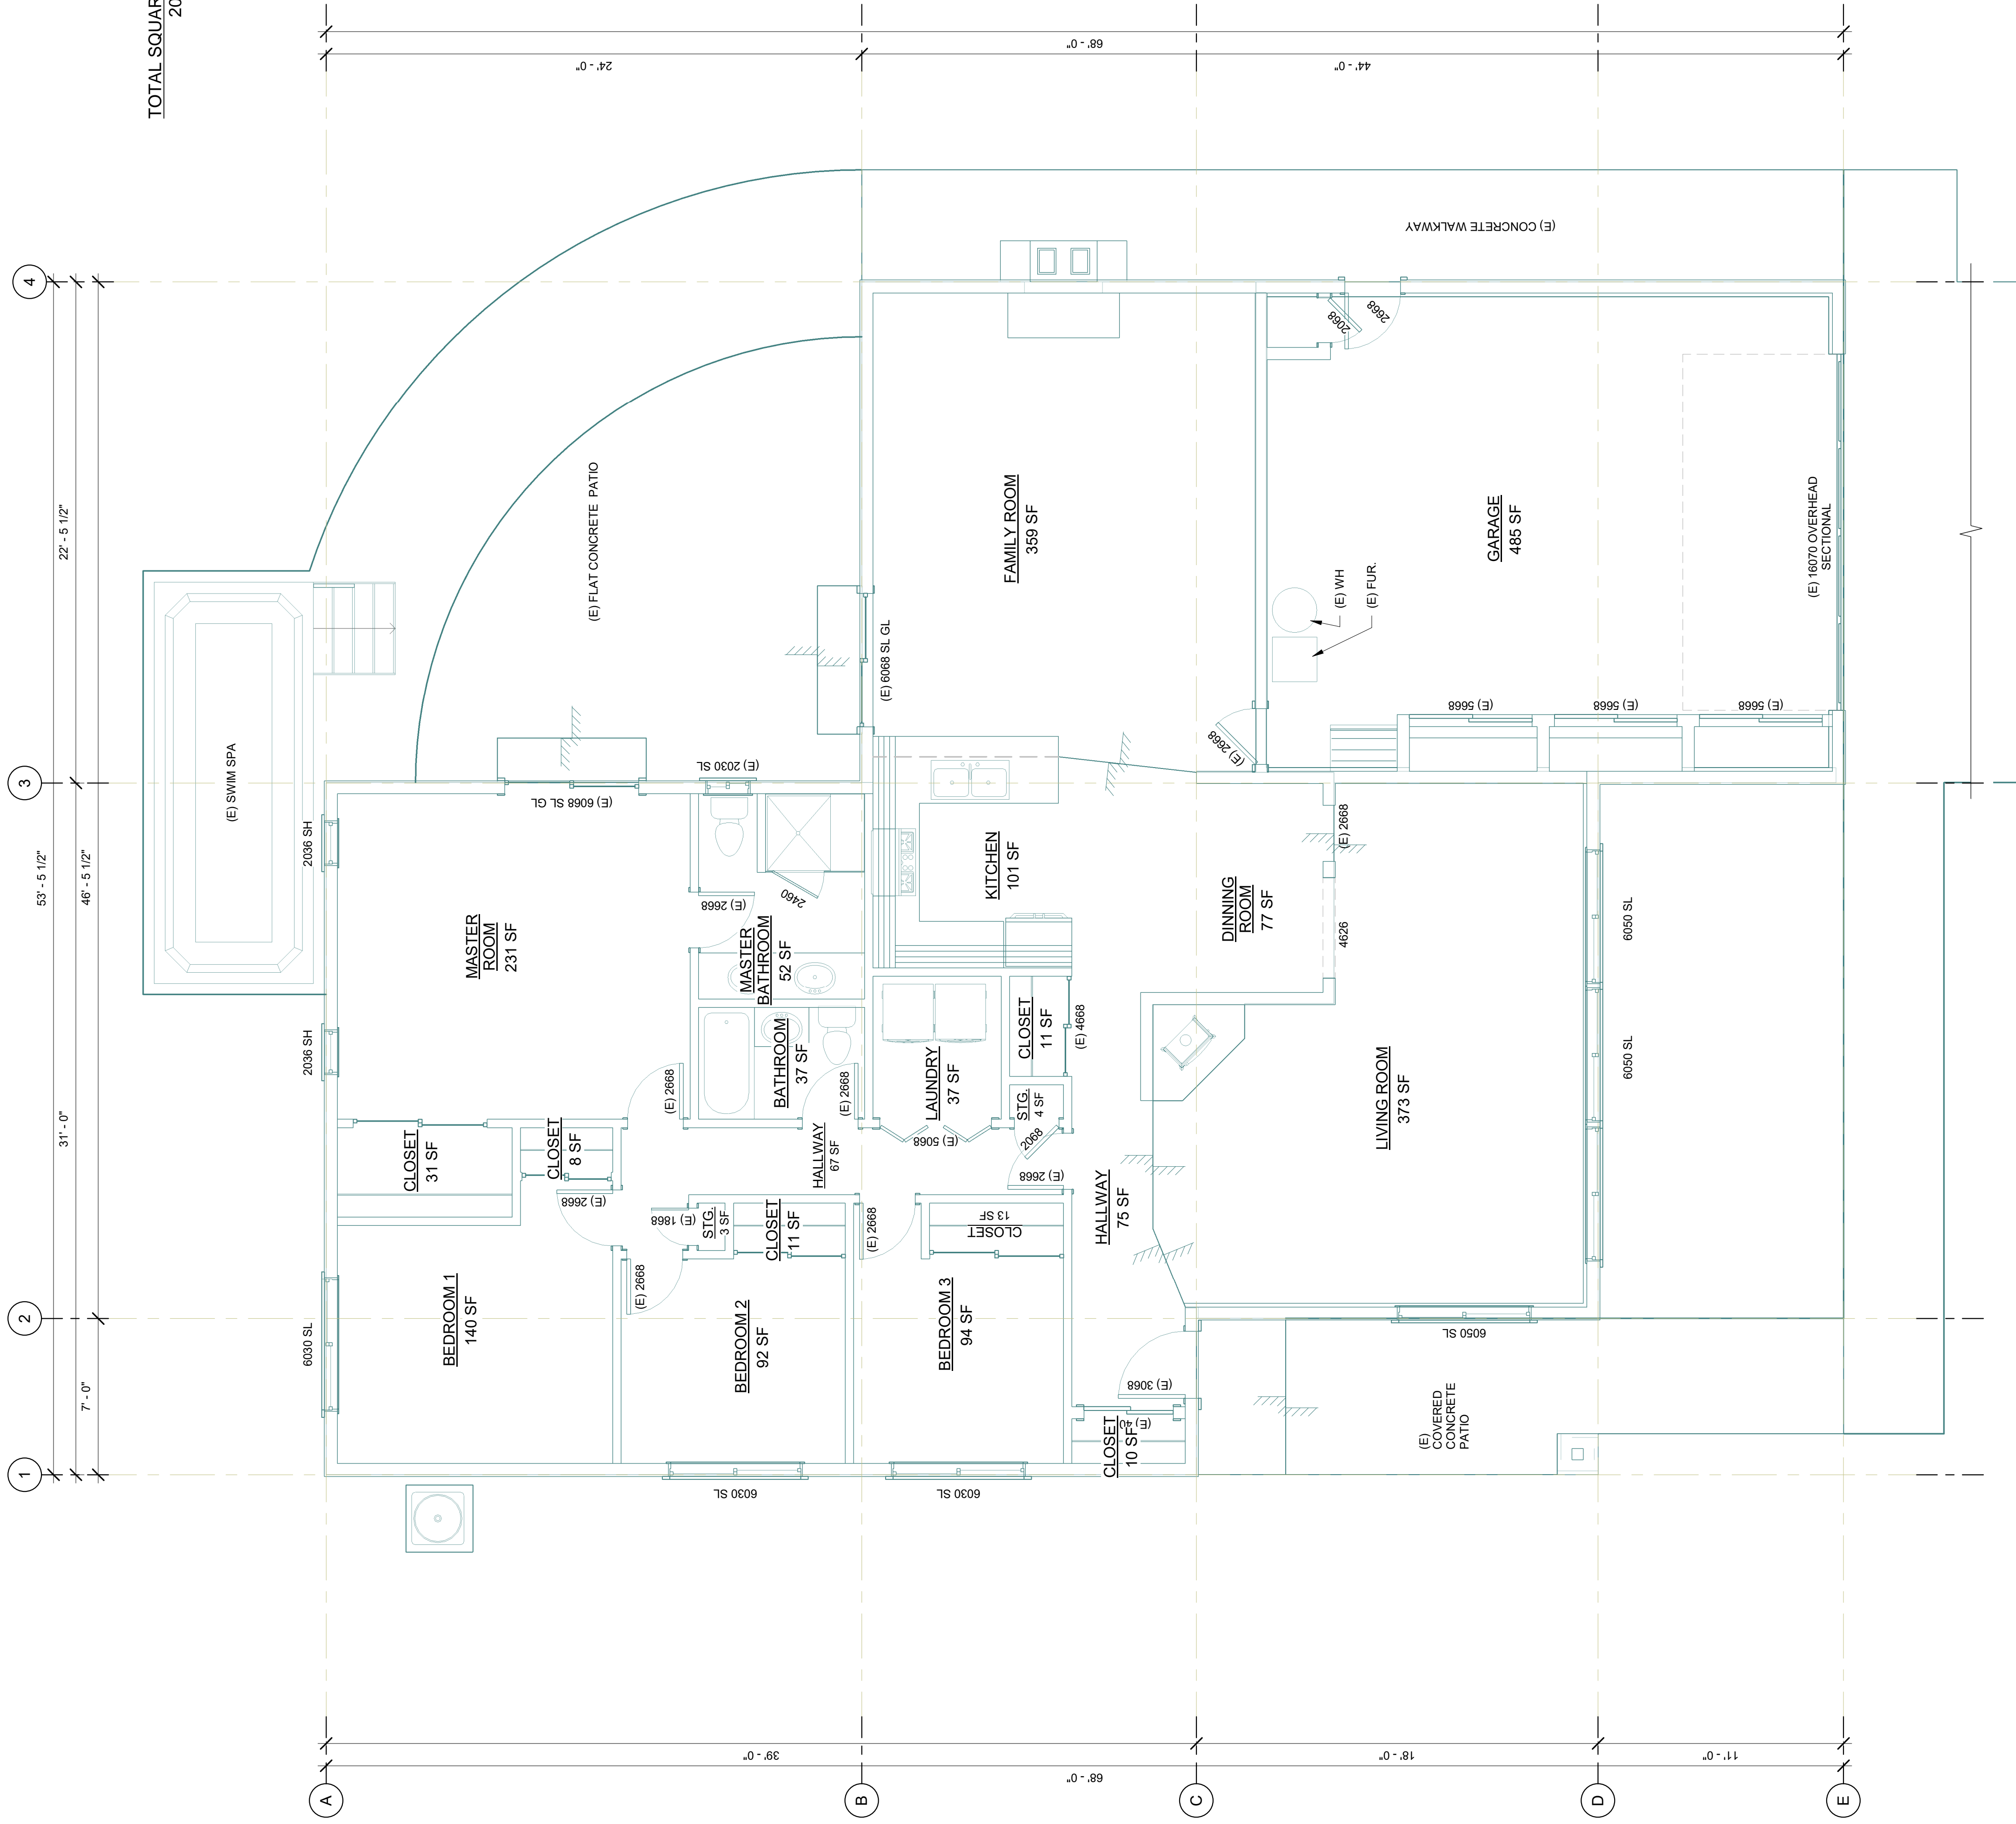 TOTAL SQUAR
20
4
3
2
1
22' - 5 1/2"
53' - 5 1/2"
46' - 5 1/2"
31' - 0"
7' - 0"
24' - 0"
68' - 0"
44' - 0"
(E) SWIM SPA
(E) FLAT CONCRETE PATIO
(E) CONCRETE WALKWAY
2036 SH
2036 SH
6030 SL
(E) 6068 SL GL
(E) 2030 SL
(E) 6068 SL GL
MASTER
ROOM
231 SF
(E) 2668
2460
MASTER
BATHROOM
52 SF
BATHROOM
37 SF
(E) 2668
(E) 2668
CLOSET
31 SF
CLOSET
8 SF
(E) 2668
HALLWAY
67 SF
(E) 1868
STG.
3 SF
CLOSET
11 SF
(E) 2668
(E) 2668
BEDROOM 1
140 SF
BEDROOM 2
92 SF
BEDROOM 3
94 SF
CLOSET
13 SF
6030 SL
6030 SL
KITCHEN
101 SF
LAUNDRY
37 SF
(E) 5068
CLOSET
11 SF
(E) 4668
STG.
4 SF
2068
(E) 2668
HALLWAY
75 SF
(E) 3068
CLOSET
10 SF
(E) 40
FAMILY ROOM
359 SF
(E) 2668
2068
2668
GARAGE
485 SF
(E) WH
(E) FUR.
(E) 5668
(E) 5668
(E) 5668
(E) 16070 OVERHEAD
SECTIONAL
DINNING
ROOM
77 SF
(E) 2668
4626
LIVING ROOM
373 SF
6050 SL
6050 SL
6050 SL
(E)
COVERED
CONCRETE
PATIO
39' - 0"
18' - 0"
11' - 0"
68' - 0"
A
B
C
D
E